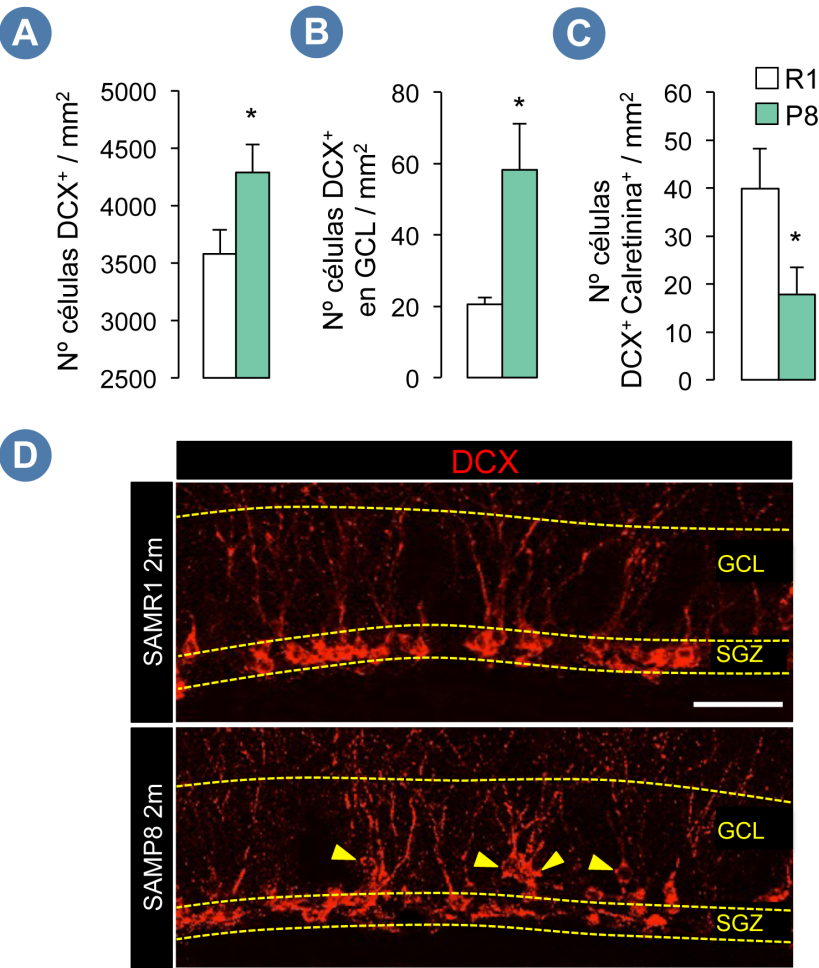 A
B
C
Nº células DCX⁺ / mm²
5000
4500
4000
3500
3000
2500
*
Nº células DCX⁺
en GCL / mm²
80
60
40
20
0
*
Nº células
DCX⁺ Calretinina⁺ / mm²
60
50
40
30
20
10
0
*
R1
P8
D
DCX
SAMR1 2m
GCL
SGZ
SAMP8 2m
GCL
SGZ